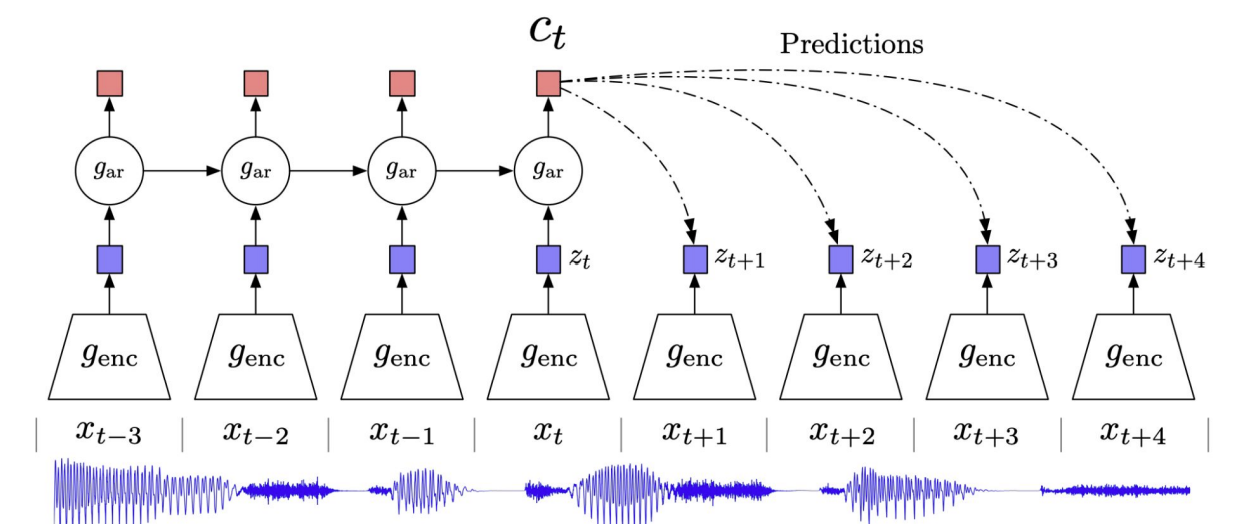 c_t
Predictions
g_ar g_ar g_ar g_ar
z_t z_{t+1} z_{t+2} z_{t+3} z_{t+4}
g_enc g_enc g_enc g_enc g_enc g_enc g_enc g_enc
| x_{t-3} | x_{t-2} | x_{t-1} | x_t | x_{t+1} | x_{t+2} | x_{t+3} | x_{t+4} |